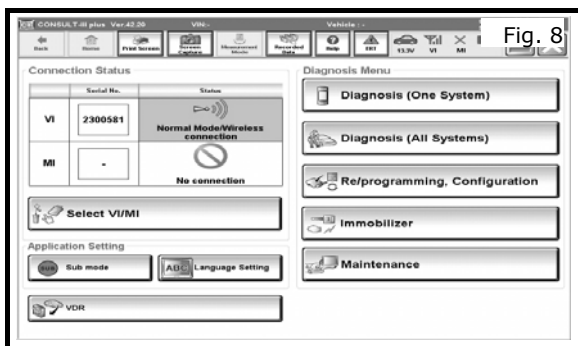 CONSULT-III plus Ver.42.20 VIN:- Vehicle : -
Fig. 8
Back
Home
Print Screen
Screen Capture
Measurement Mode
Recorded Data
Help
ERT
13.3V
VI
MI
Connection Status
Serial No.
Status
VI
2300581
Normal Mode/Wireless connection
MI
-
No connection
Select VI/MI
Application Setting
SUB
Sub mode
ABC
Language Setting
VDR
Diagnosis Menu
Diagnosis (One System)
Diagnosis (All Systems)
Re/programming, Configuration
Immobilizer
Maintenance